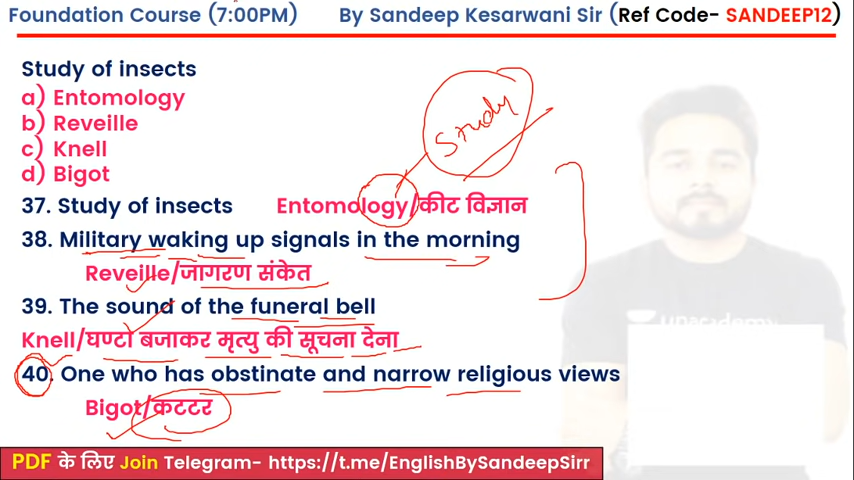 Foundation Course (7:00PM) By Sandeep Kesarwani Sir (Ref Code- SANDEEP12)
Study of insects
a) Entomology
b) Reveille
c) Knell
d) Bigot
Study
37. Study of insects Entomology/कीट विज्ञान
38. Military waking up signals in the morning
Reveille/जागरण संकेत
39. The sound of the funeral bell
Knell/घण्टा बजाकर मृत्यु की सूचना देना
40. One who has obstinate and narrow religious views
Bigot/कटटर
unacademy
PDF के लिए Join Telegram- https://t.me/EnglishBySandeepSirr